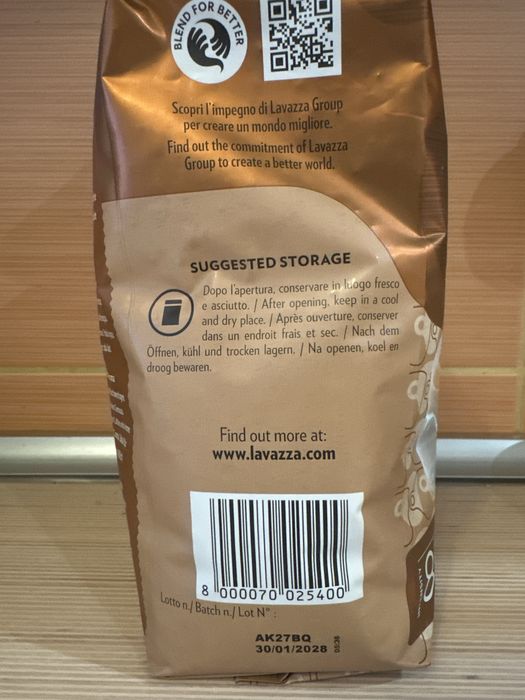 BLEND FOR BETTER
Scopri l'impegno di Lavazza Group
per creare un mondo migliore.
Find out the commitment of Lavazza
Group to create a better world.
SUGGESTED STORAGE
Dopo l'apertura, conservare in luogo fresco
e asciutto. / After opening, keep in a cool
and dry place. / Après ouverture, conserver
dans un endroit frais et sec. / Nach dem
Öffnen, kühl und trocken lagern. / Na openen, koel en
droog bewaren.
Find out more at:
www.lavazza.com
8 000070 025400
Lotto n./ Batch n./ Lot N° :
AK27BQ
30/01/2028
8